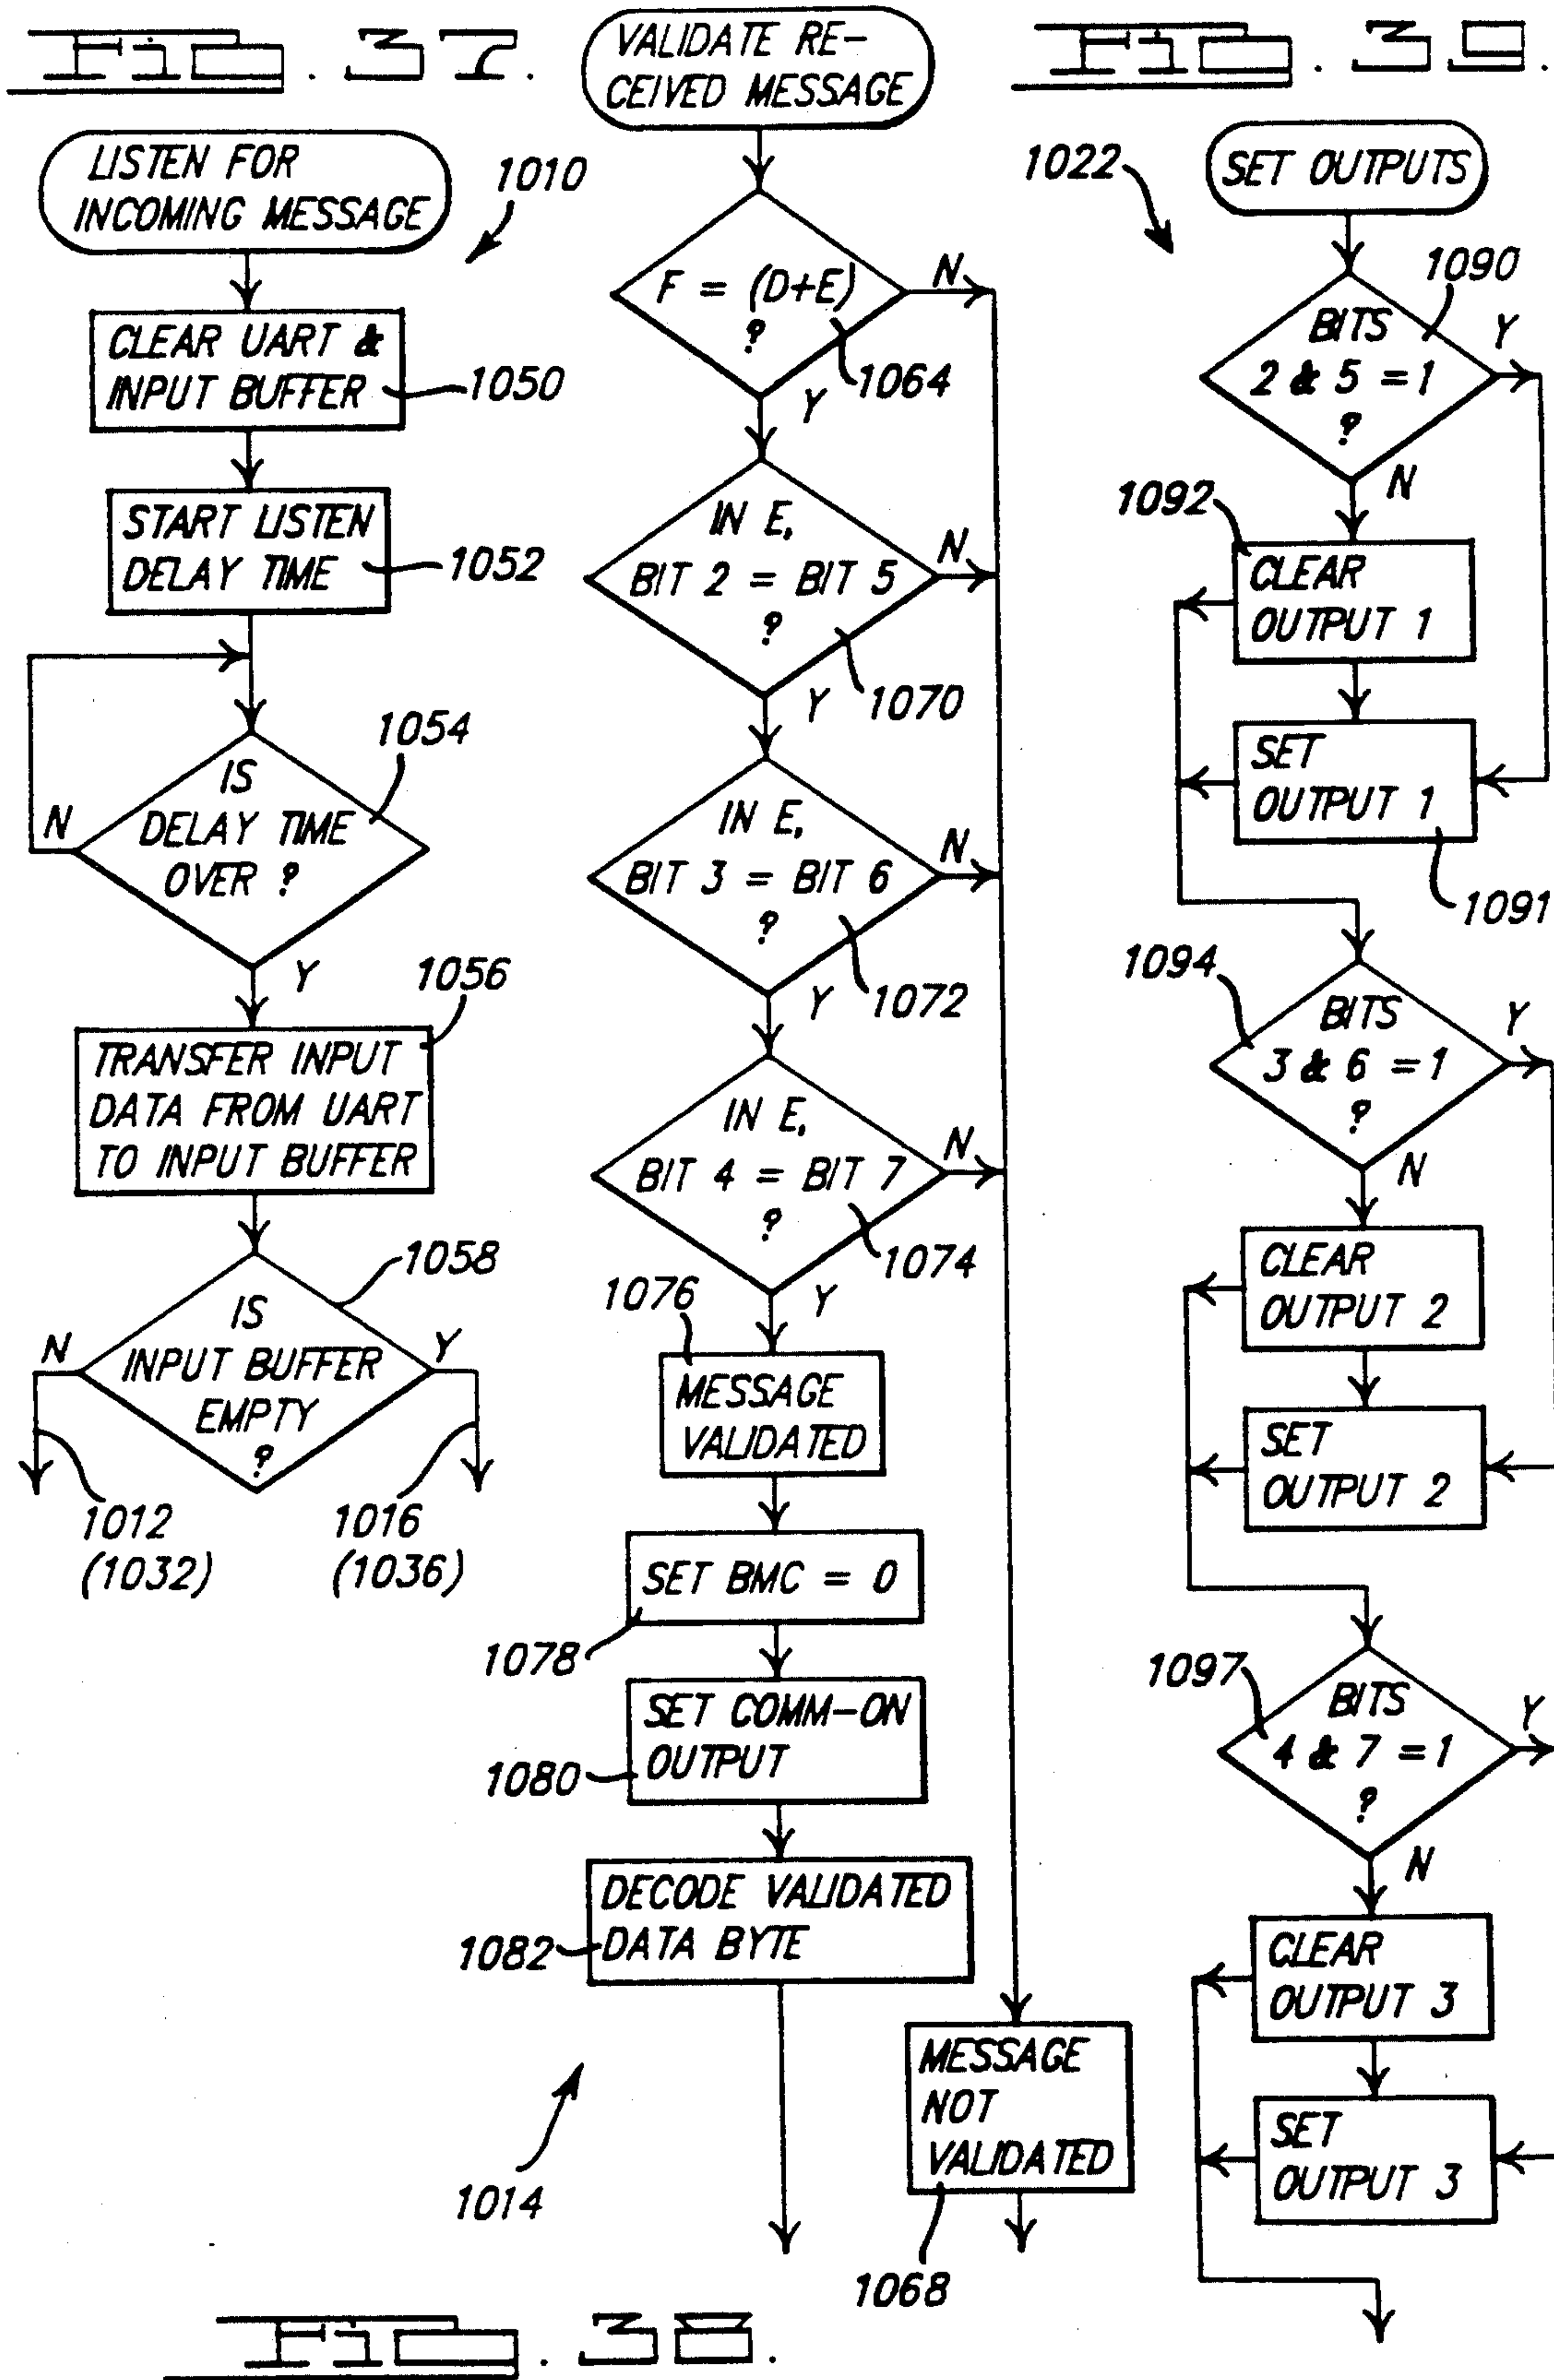 FIG. 37.
LISTEN FOR
INCOMING MESSAGE
1010
CLEAR UART &
INPUT BUFFER
1050
START LISTEN
DELAY TIME
1052
IS
DELAY TIME
OVER ?
1054
N
Y
1056
TRANSFER INPUT
DATA FROM UART
TO INPUT BUFFER
1058
IS
INPUT BUFFER
EMPTY
?
N
Y
1012
(1032)
1016
(1036)
VALIDATE RE-
CEIVED MESSAGE
F = (D+E)
?
N
1064
Y
IN E,
BIT 2 = BIT 5
?
N
1070
Y
IN E,
BIT 3 = BIT 6
?
N
1072
Y
IN E,
BIT 4 = BIT 7
?
N
1074
Y
1076
MESSAGE
VALIDATED
SET BMC = 0
1078
SET COMM-ON
OUTPUT
1080
DECODE VALIDATED
DATA BYTE
1082
MESSAGE
NOT
VALIDATED
1068
1014
FIG. 38.
FIG. 39.
1022
SET OUTPUTS
1090
BITS
2 & 5 = 1
?
Y
N
1092
CLEAR
OUTPUT 1
SET
OUTPUT 1
1091
1094
BITS
3 & 6 = 1
?
Y
N
CLEAR
OUTPUT 2
SET
OUTPUT 2
1097
BITS
4 & 7 = 1
?
Y
N
CLEAR
OUTPUT 3
SET
OUTPUT 3